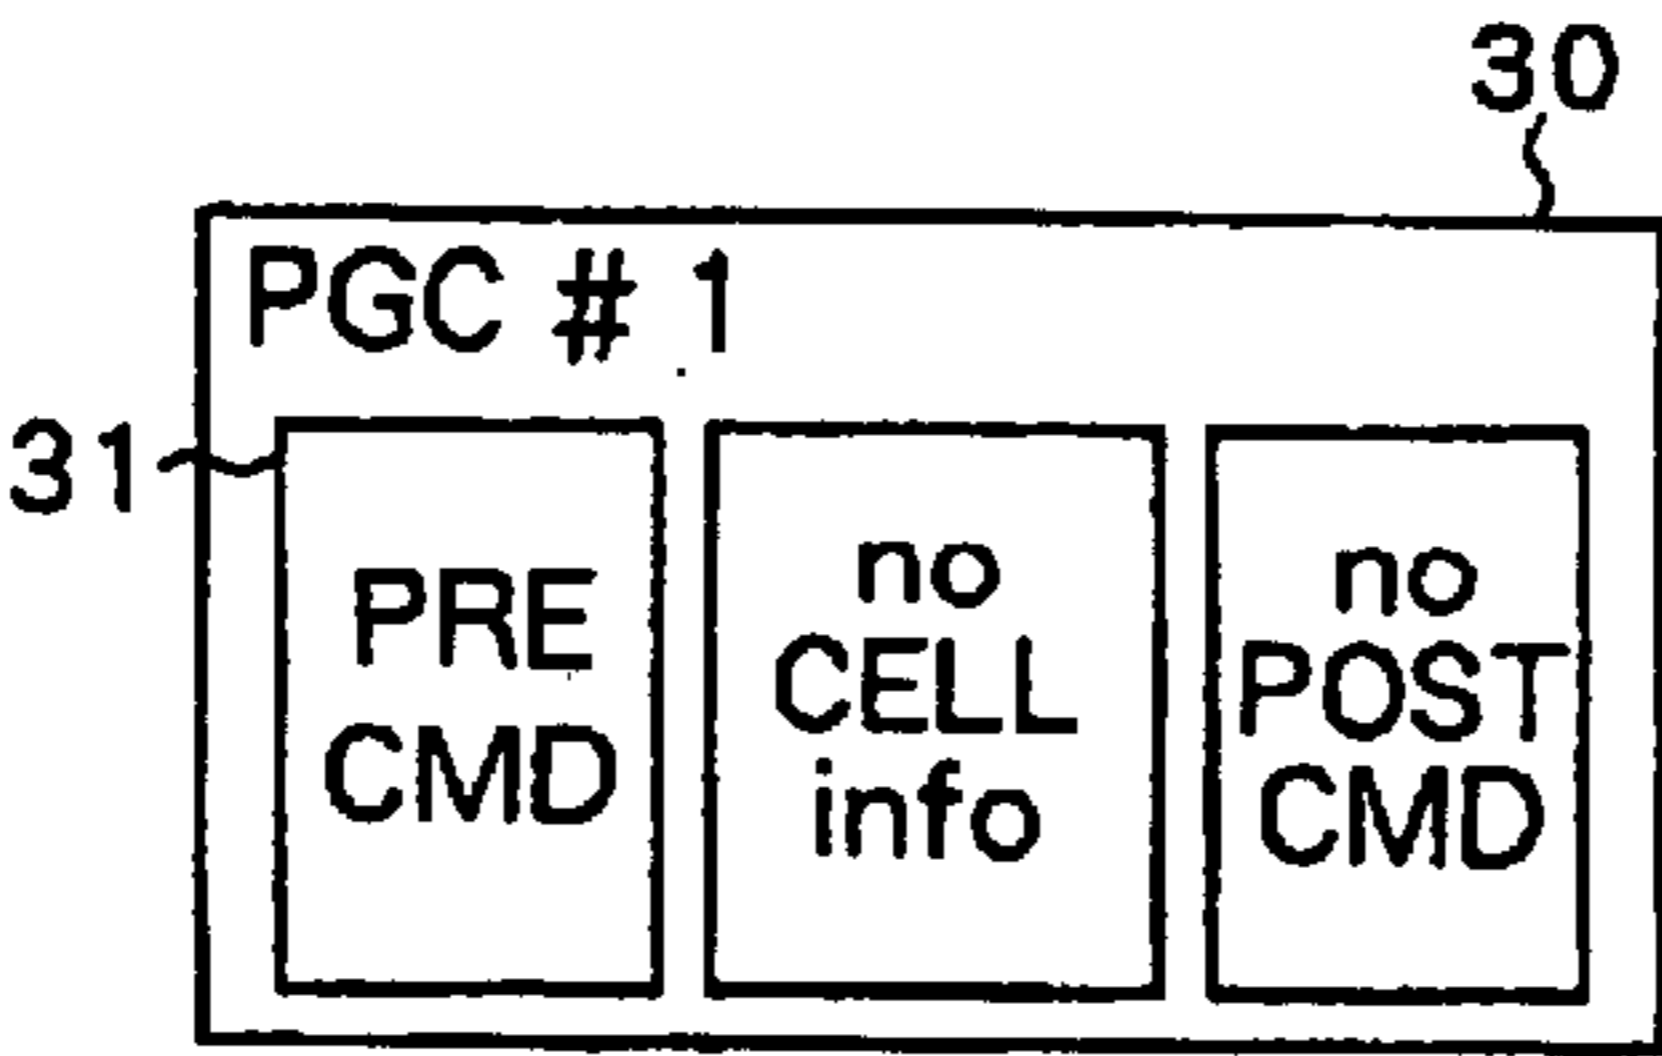 30
PGC # 1
31
PRE
CMD
no
CELL
info
no
POST
CMD